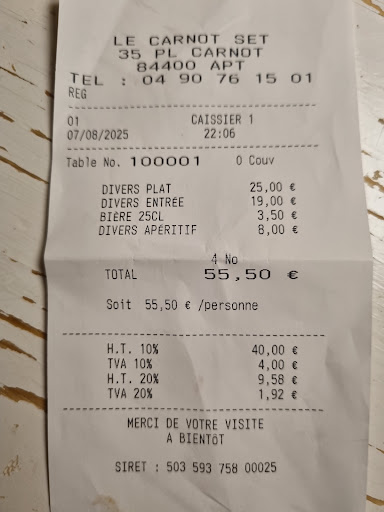 LE CARNOT SET
35 PL CARNOT
84400 APT
TEL : 04 90 76 15 01
REG
01 CAISSIER 1
07/08/2025 22:06
Table No. 100001 0 Couv
DIVERS PLAT 25,00 €
DIVERS ENTRÉE 19,00 €
BIÈRE 25CL 3,50 €
DIVERS APÉRITIF 8,00 €
4 No
TOTAL 55,50 €
Soit 55,50 € /personne
H.T. 10% 40,00 €
TVA 10% 4,00 €
H.T. 20% 9,58 €
TVA 20% 1,92 €
MERCI DE VOTRE VISITE
A BIENTÔT
SIRET : 503 593 758 00025